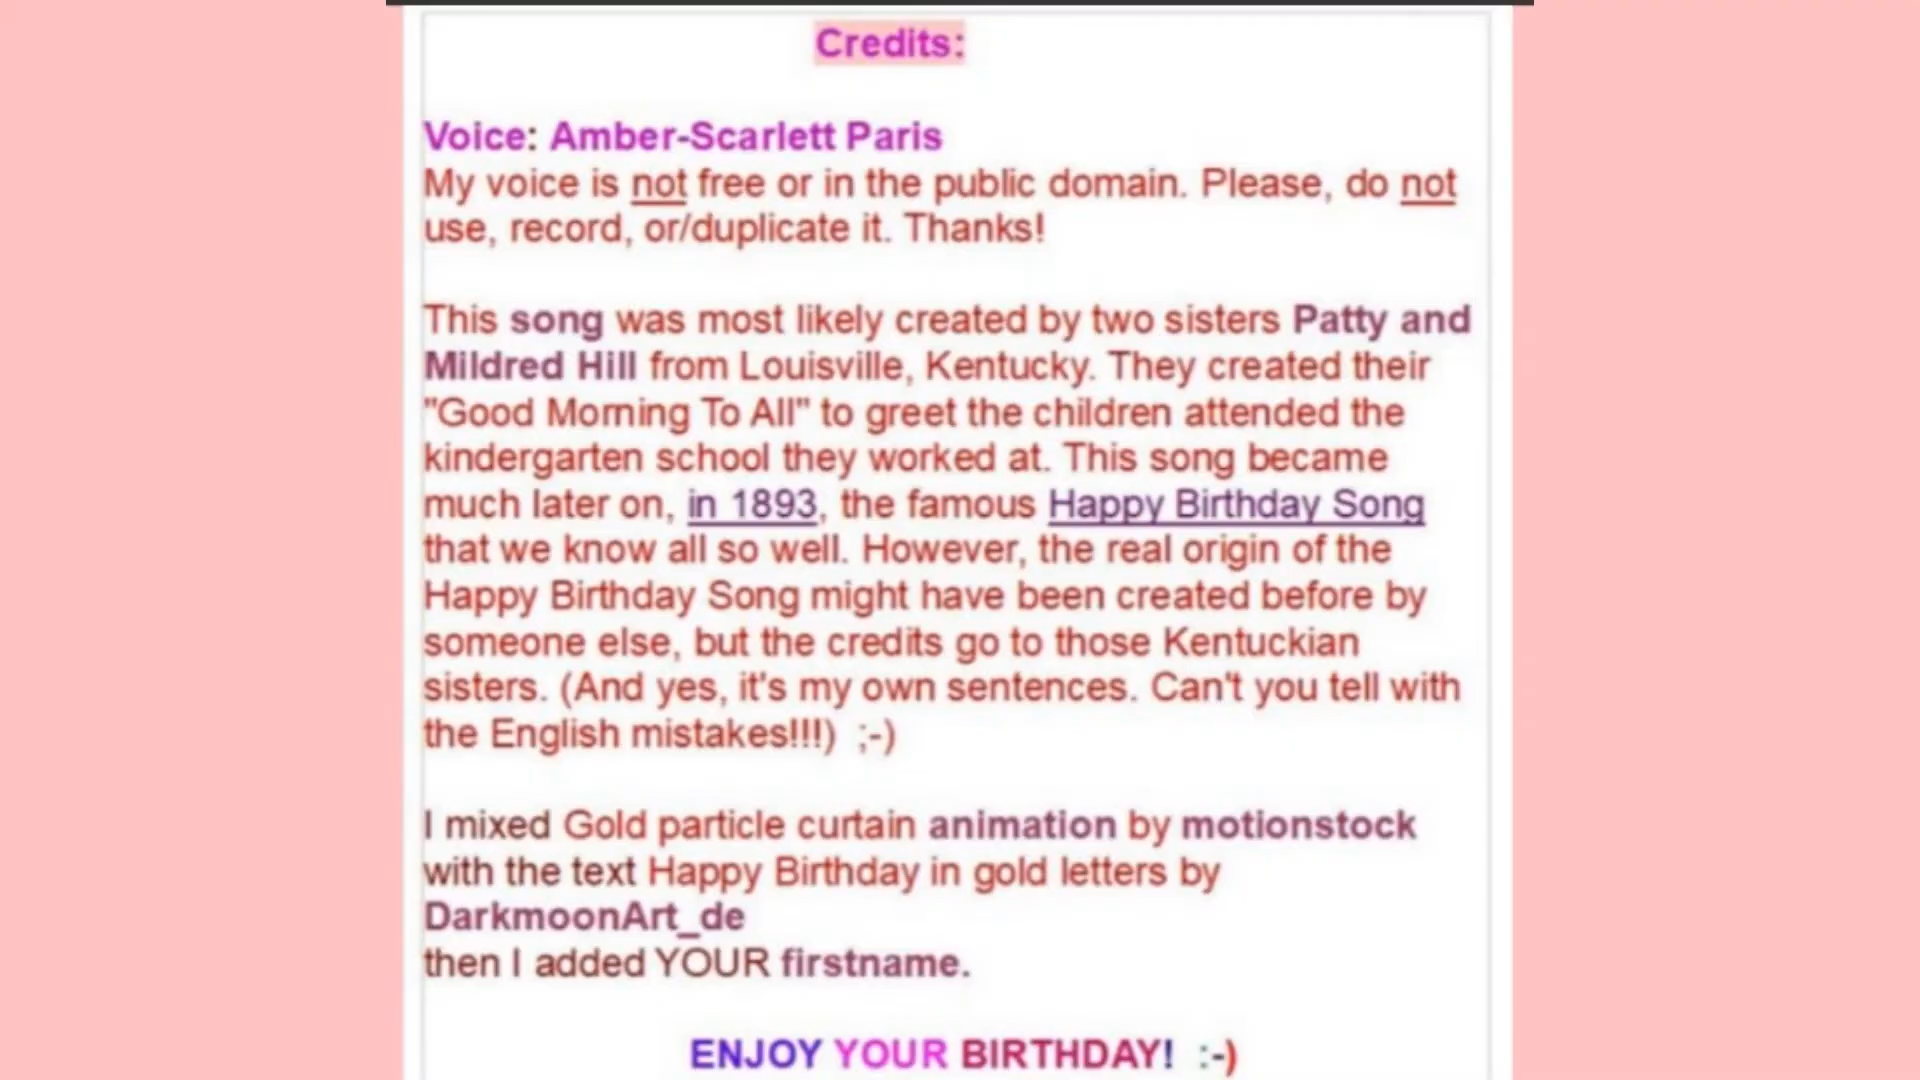 Credits:
Voice: Amber-Scarlett Paris
My voice is not free or in the public domain. Please, do not
use, record, or/duplicate it. Thanks!
This song was most likely created by two sisters Patty and
Mildred Hill from Louisville, Kentucky. They created their
"Good Morning To All" to greet the children attended the
kindergarten school they worked at. This song became
much later on, in 1893, the famous Happy Birthday Song
that we know all so well. However, the real origin of the
Happy Birthday Song might have been created before by
someone else, but the credits go to those Kentuckian
sisters. (And yes, it's my own sentences. Can't you tell with
the English mistakes!!!) ;-)
I mixed Gold particle curtain animation by motionstock
with the text Happy Birthday in gold letters by
DarkmoonArt_de
then I added YOUR firstname.
ENJOY YOUR BIRTHDAY! :-)